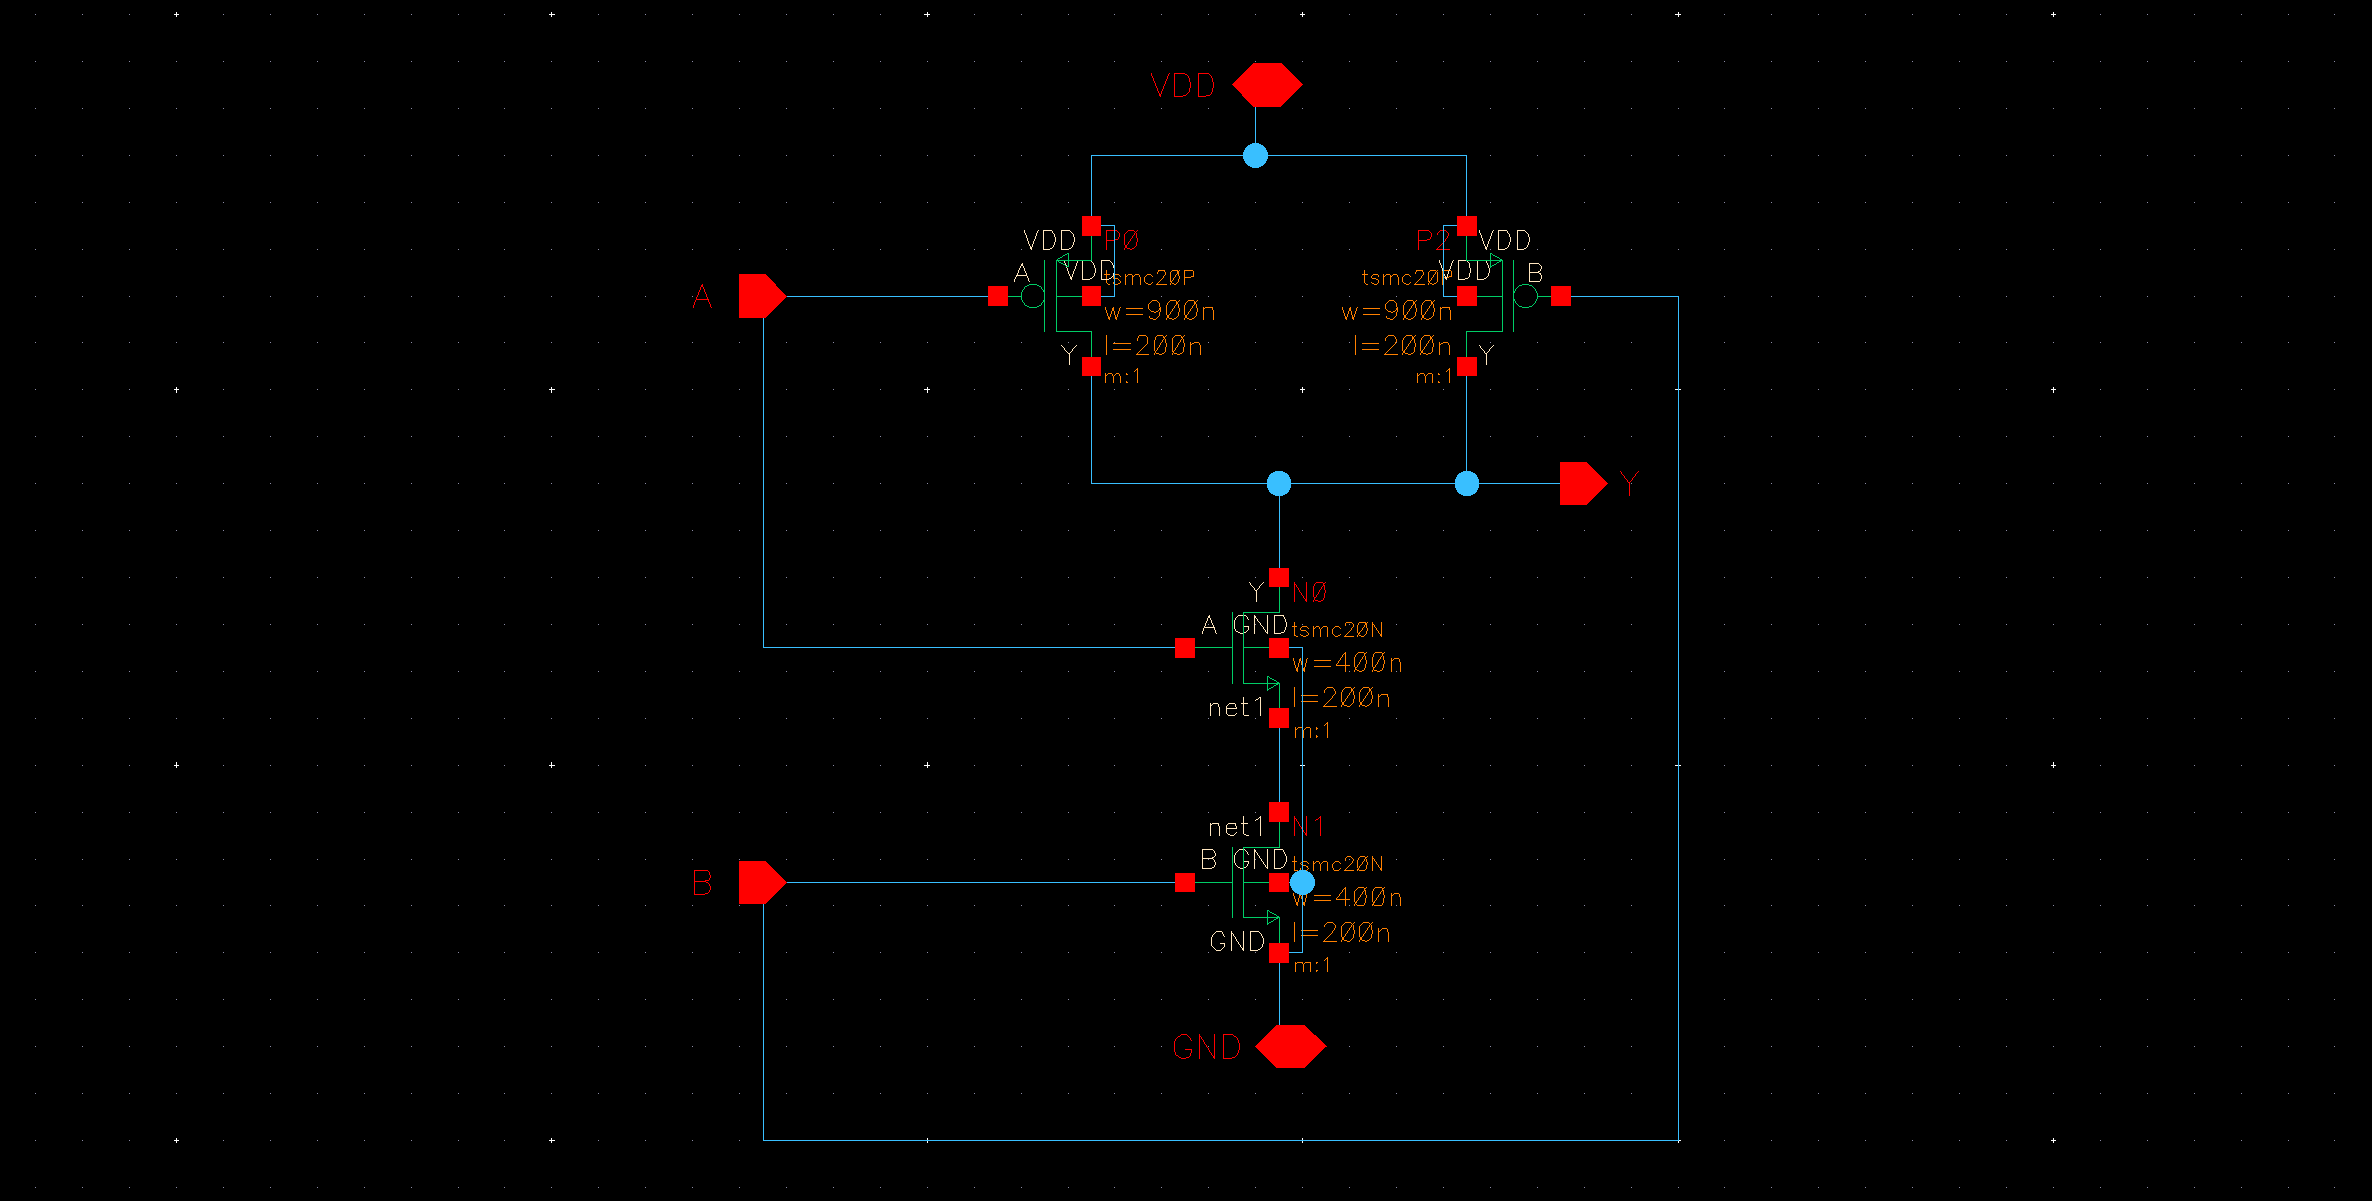 VDD
VDD P0
A VDD
tsmc20P
w=900n
l=200n
Y
m:1
P2 VDD
VDD B
tsmc20P
w=900n
l=200n
Y
m:1
A
Y
Y N0
A GND
tsmc20N
w=400n
l=200n
net1
m:1
net1 N1
B
B GND
tsmc20N
w=400n
l=200n
GND
m:1
GND